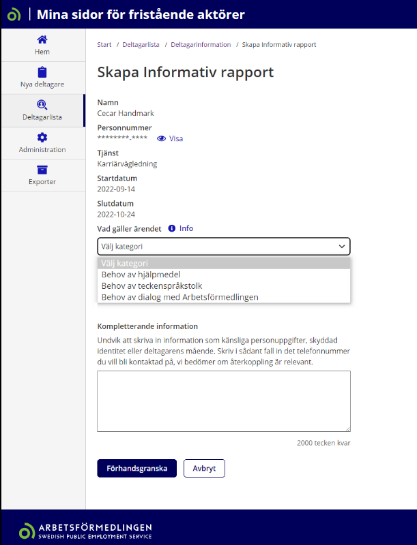 Mina sidor för fristående aktörer
Hem
Nya deltagare
Deltagarlista
Administration
Exporter
Start / Deltagarlista / Deltagarinformation / Skapa Informativ rapport
Skapa Informativ rapport
Namn
Cecar Handmark
Personnummer
********-**** Visa
Tjänst
Karriärvägledning
Startdatum
2022-09-14
Slutdatum
2022-10-24
Vad gäller ärendet Info
Välj kategori
Välj kategori
Behov av hjälpmedel
Behov av teckenspråkstolk
Behov av dialog med Arbetsförmedlingen
Kompletterande information
Undvik att skriva in information som känsliga personuppgifter, skyddad
identitet eller deltagarens mående. Skriv i sådant fall in det telefonnummer
du vill bli kontaktad på, vi bedömer om återkoppling är relevant.
2000 tecken kvar
Förhandsgranska
Avbryt
ARBETSFÖRMEDLINGEN
SWEDISH PUBLIC EMPLOYMENT SERVICE